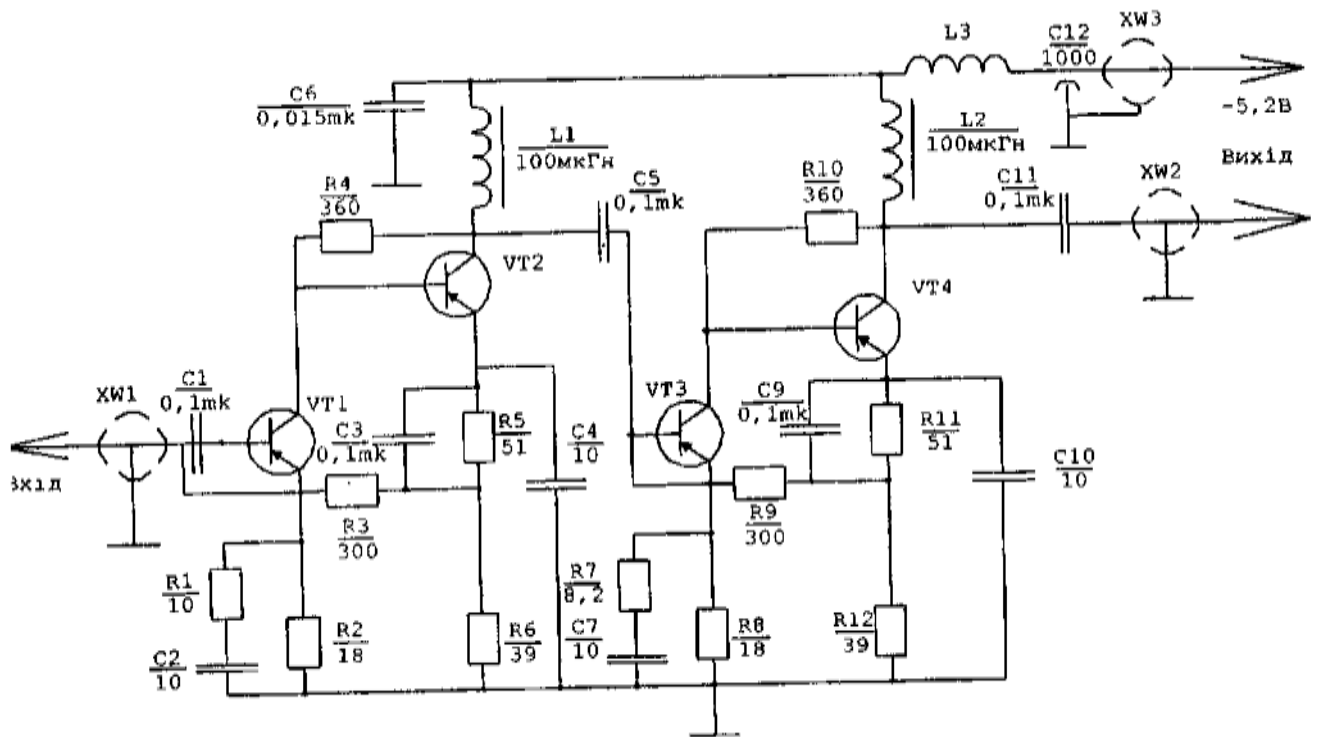 L3
C12
1000
XW3
-5,2В
C6
0,015mk
L1
100мкГн
L2
100мкГн
Вихід
R4
360
C5
0,1mk
R10
360
C11
0,1mk
XW2
VT2
VT4
XW1
C1
0,1mk
VT1
C3
0,1mk
R5
51
C4
10
VT3
C9
0,1mk
R11
51
C10
10
Вхід
R3
300
R9
300
R1
10
R7
8,2
C2
10
R2
18
R6
39
C7
10
R8
18
R12
39